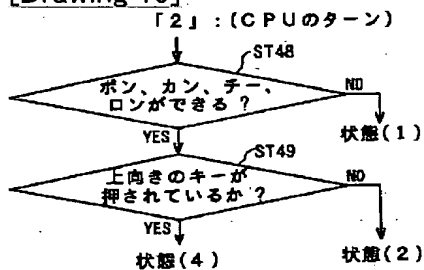 [Drawing 10]
「2」:(CPUのターン)
ST48
ポン、カン、チー、
ロンができる?
NO
YES
状態(1)
ST49
上向きのキーが
押されているか?
NO
YES
状態(4)
状態(2)